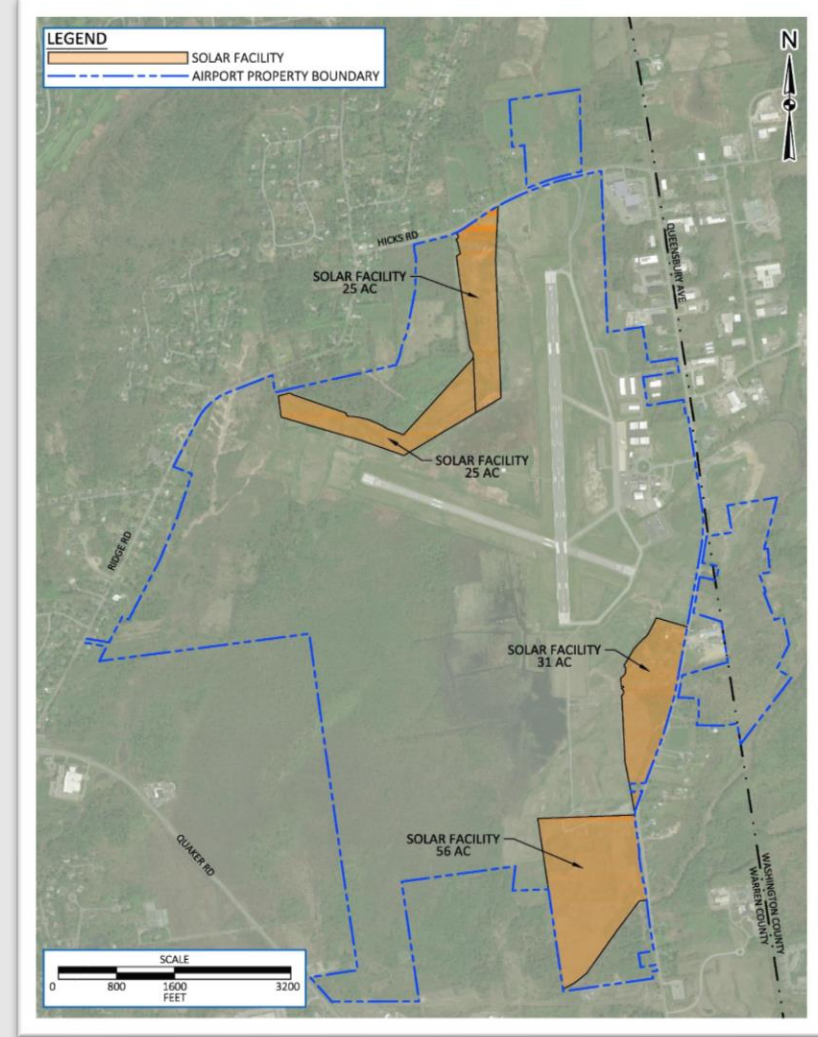 LEGEND
SOLAR FACILITY
AIRPORT PROPERTY BOUNDARY
N
HICKS RD
QUEENSBURY AVE
SOLAR FACILITY
25 AC
SOLAR FACILITY
25 AC
RIDGE RD
SOLAR FACILITY
31 AC
SOLAR FACILITY
56 AC
QUAKER RD
WASHINGTON COUNTY
WARREN COUNTY
SCALE
0 800 1600 3200
FEET